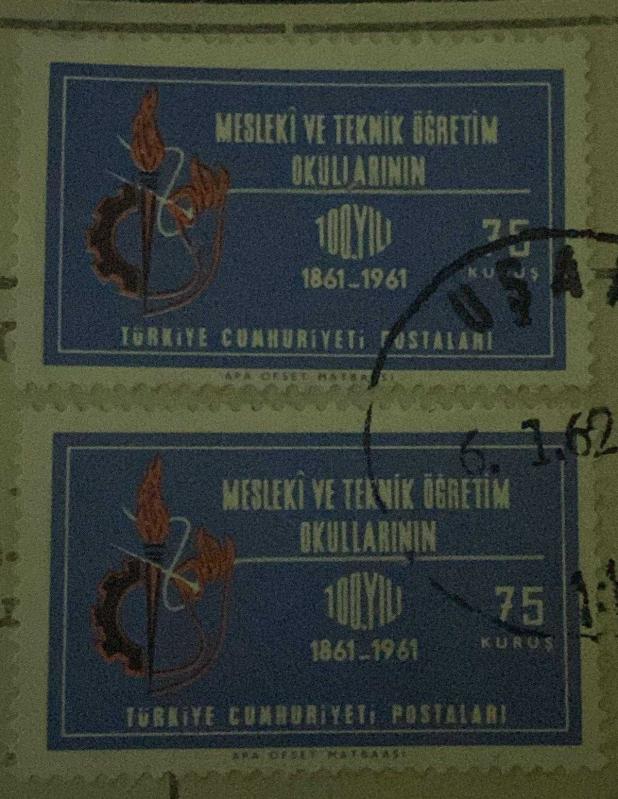 MESLEKÎ VE TEKNİK ÖĞRETİM
OKULLARININ
100.YILI
1861-1961
75
KURUŞ
TÜRKİYE CUMHURİYETİ POSTALARI
APA OFSET MATBAASI
UŞA
6.1.62
MESLEKÎ VE TEKNİK ÖĞRETİM
OKULLARININ
100.YILI
1861-1961
75
KURUŞ
TÜRKİYE CUMHURİYETİ POSTALARI
APA OFSET MATBAASI